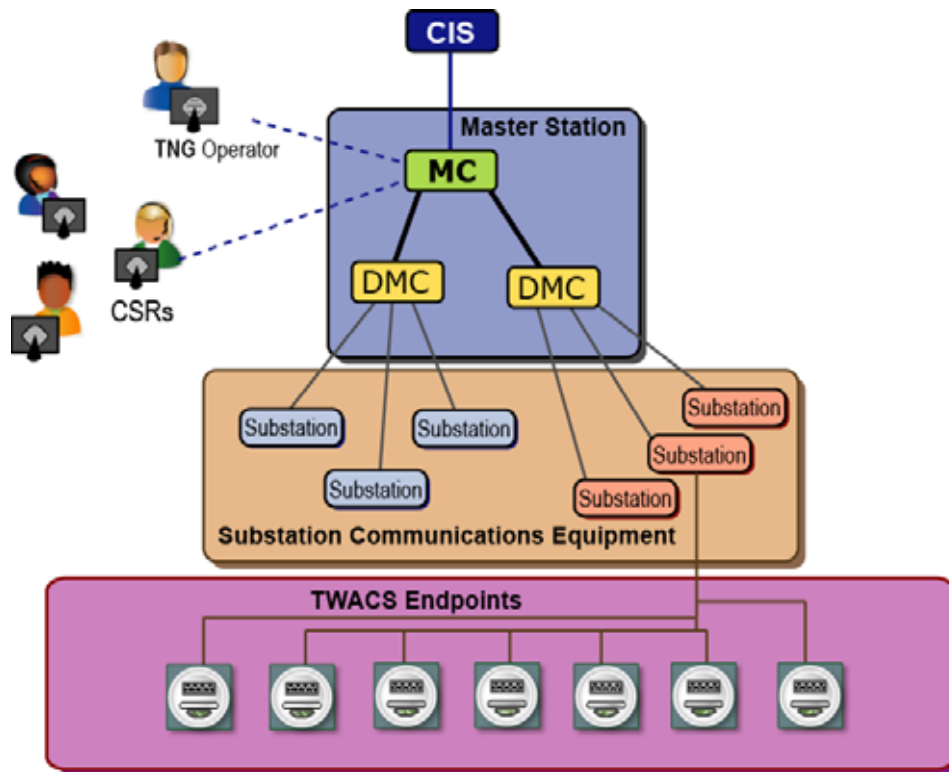 CIS
Master Station
TNG Operator
MC
DMC
DMC
CSRs
Substation
Substation
Substation
Substation
Substation
Substation
Substation Communications Equipment
TWACS Endpoints